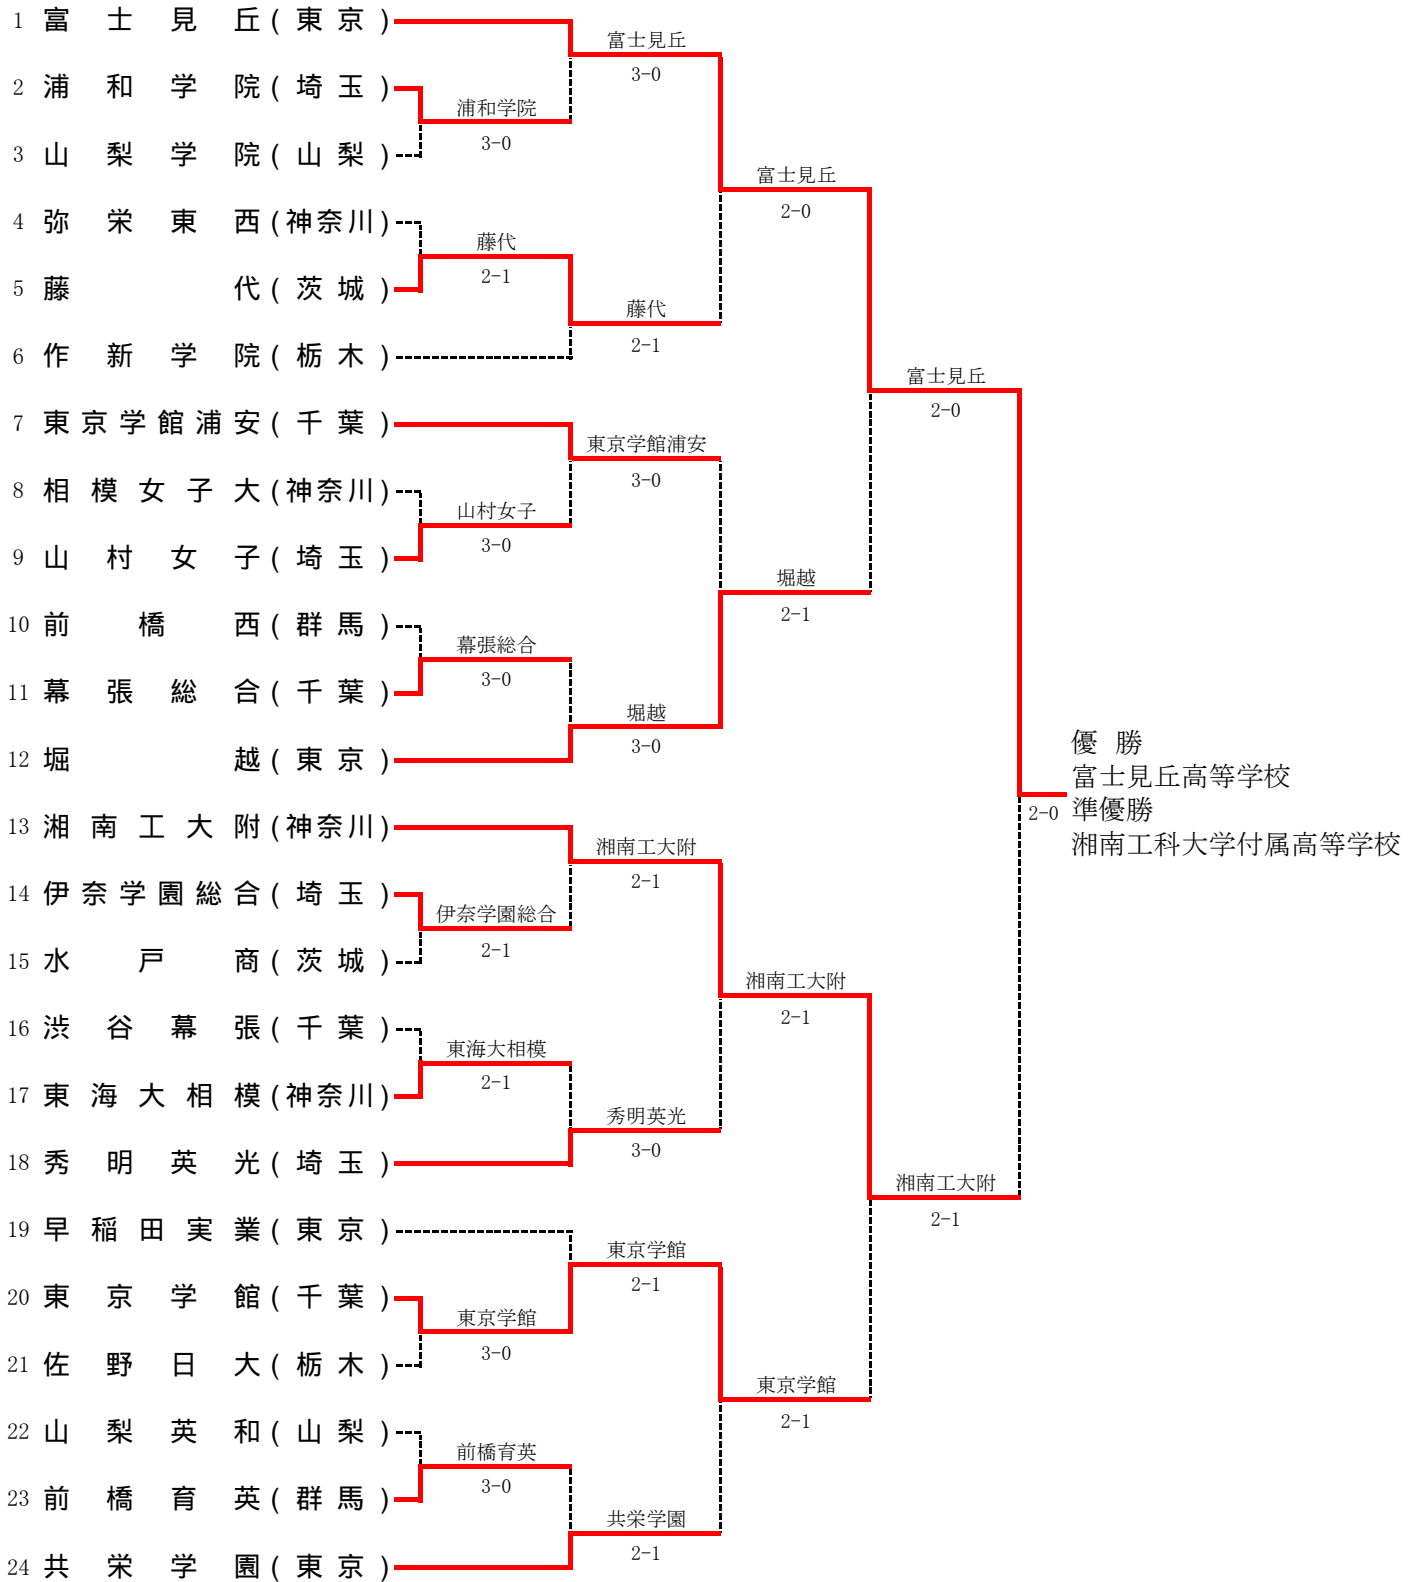 1 富士見丘(東京)
2 浦和学院(埼玉)
3 山梨学院(山梨)
4 弥栄東西(神奈川)
5 藤代(茨城)
6 作新学院(栃木)
7 東京学館浦安(千葉)
8 相模女子大(神奈川)
9 山村女子(埼玉)
10 前橋西(群馬)
11 幕張総合(千葉)
12 堀越(東京)
13 湘南工大附(神奈川)
14 伊奈学園総合(埼玉)
15 水戸商(茨城)
16 渋谷幕張(千葉)
17 東海大相模(神奈川)
18 秀明英光(埼玉)
19 早稲田実業(東京)
20 東京学館(千葉)
21 佐野日大(栃木)
22 山梨英和(山梨)
23 前橋育英(群馬)
24 共栄学園(東京)
浦和学院
3-0
藤代
2-1
山村女子
3-0
幕張総合
3-0
伊奈学園総合
2-1
東海大相模
2-1
東京学館
3-0
前橋育英
3-0
富士見丘
3-0
藤代
2-1
東京学館浦安
3-0
堀越
3-0
湘南工大附
2-1
秀明英光
3-0
東京学館
2-1
共栄学園
2-1
富士見丘
2-0
堀越
2-1
湘南工大附
2-1
東京学館
2-1
富士見丘
2-0
湘南工大附
2-1
2-0
優 勝
富士見丘高等学校
準優勝
湘南工科大学付属高等学校